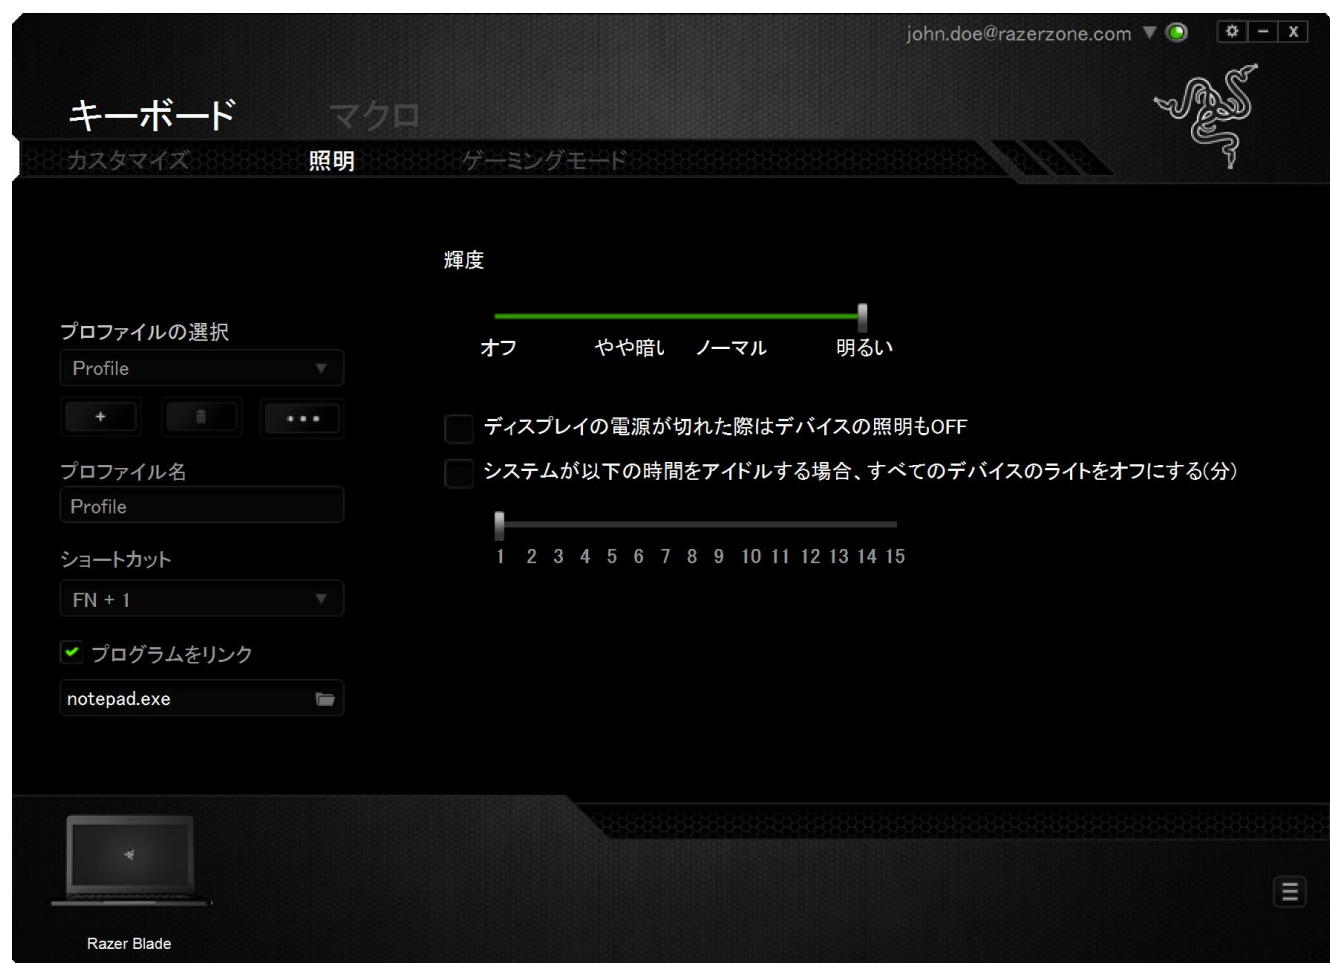 john.doe@razerzone.com
キーボード マクロ
カスタマイズ 照明 ゲーミングモード
輝度
オフ やや暗い ノーマル 明るい
プロファイルの選択
Profile
プロファイル名
Profile
ショートカット
FN + 1
プログラムをリンク
notepad.exe
ディスプレイの電源が切れた際はデバイスの照明もOFF
システムが以下の時間をアイドルする場合、すべてのデバイスのライトをオフにする(分)
1 2 3 4 5 6 7 8 9 10 11 12 13 14 15
Razer Blade